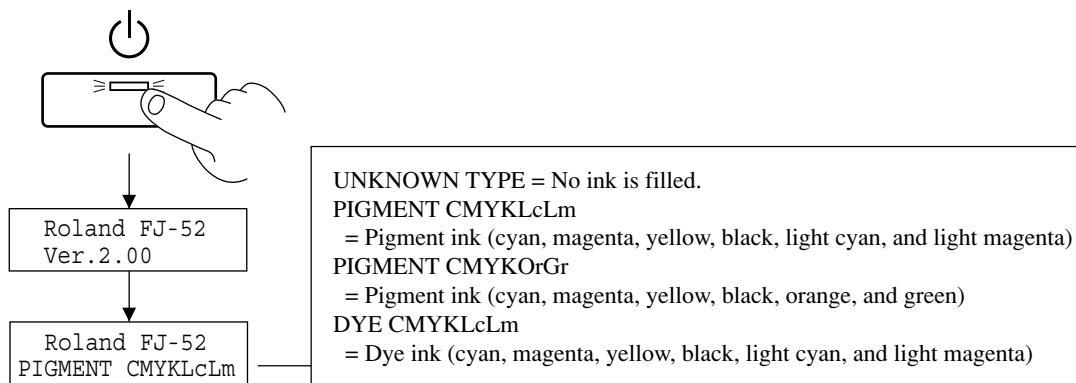 Roland FJ-52
Ver.2.00
Roland FJ-52
PIGMENT CMYKLcLm
UNKNOWN TYPE = No ink is filled.
PIGMENT CMYKLcLm
= Pigment ink (cyan, magenta, yellow, black, light cyan, and light magenta)
PIGMENT CMYKOrGr
= Pigment ink (cyan, magenta, yellow, black, orange, and green)
DYE CMYKLcLm
= Dye ink (cyan, magenta, yellow, black, light cyan, and light magenta)